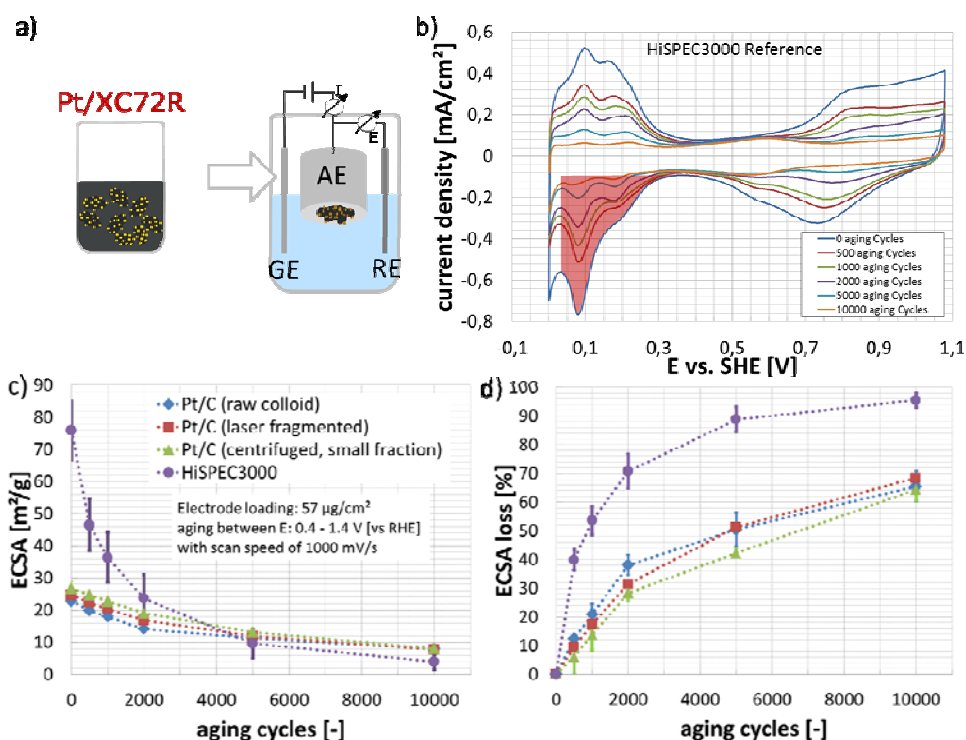 a)
Pt/XC72R
I
E
AE
GE
RE
b)
HiSPEC3000 Reference
current density [mA/cm²]
0,6
0,4
0,2
0
-0,2
-0,4
-0,6
-0,8
0 aging Cycles
500 aging Cycles
1000 aging Cycles
2000 aging Cycles
5000 aging Cycles
10000 aging Cycles
-0,1 0,1 0,3 0,5 0,7 0,9 1,1
E vs. SHE [V]
c)
ECSA [m²/g]
90
80
70
60
50
40
30
20
10
0
Pt/C (raw colloid)
Pt/C (laser fragmented)
Pt/C (centrifuged, small fraction)
HiSPEC3000
Electrode loading: 57 µg/cm²
aging between E: 0.4 - 1.4 V [vs RHE]
with scan speed of 1000 mV/s
0 2000 4000 6000 8000 10000
aging cycles [-]
d)
ECSA loss [%]
100
90
80
70
60
50
40
30
20
10
0
0 2000 4000 6000 8000 10000
aging cycles [-]